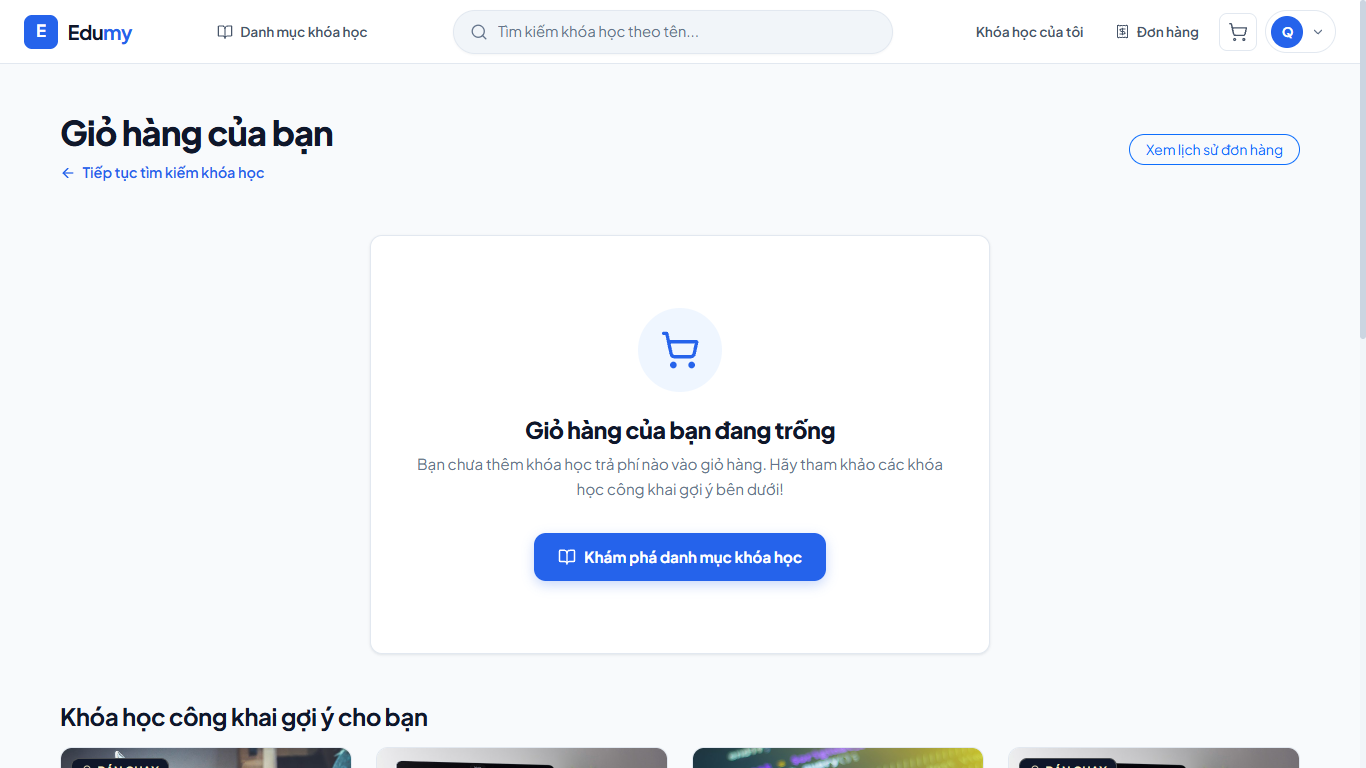 E Edumy
Danh mục khóa học
Tìm kiếm khóa học theo tên...
Khóa học của tôi
Đơn hàng
Q
Giỏ hàng của bạn
Tiếp tục tìm kiếm khóa học
Xem lịch sử đơn hàng
Giỏ hàng của bạn đang trống
Bạn chưa thêm khóa học trả phí nào vào giỏ hàng. Hãy tham khảo các khóa
học công khai gợi ý bên dưới!
Khám phá danh mục khóa học
Khóa học công khai gợi ý cho bạn